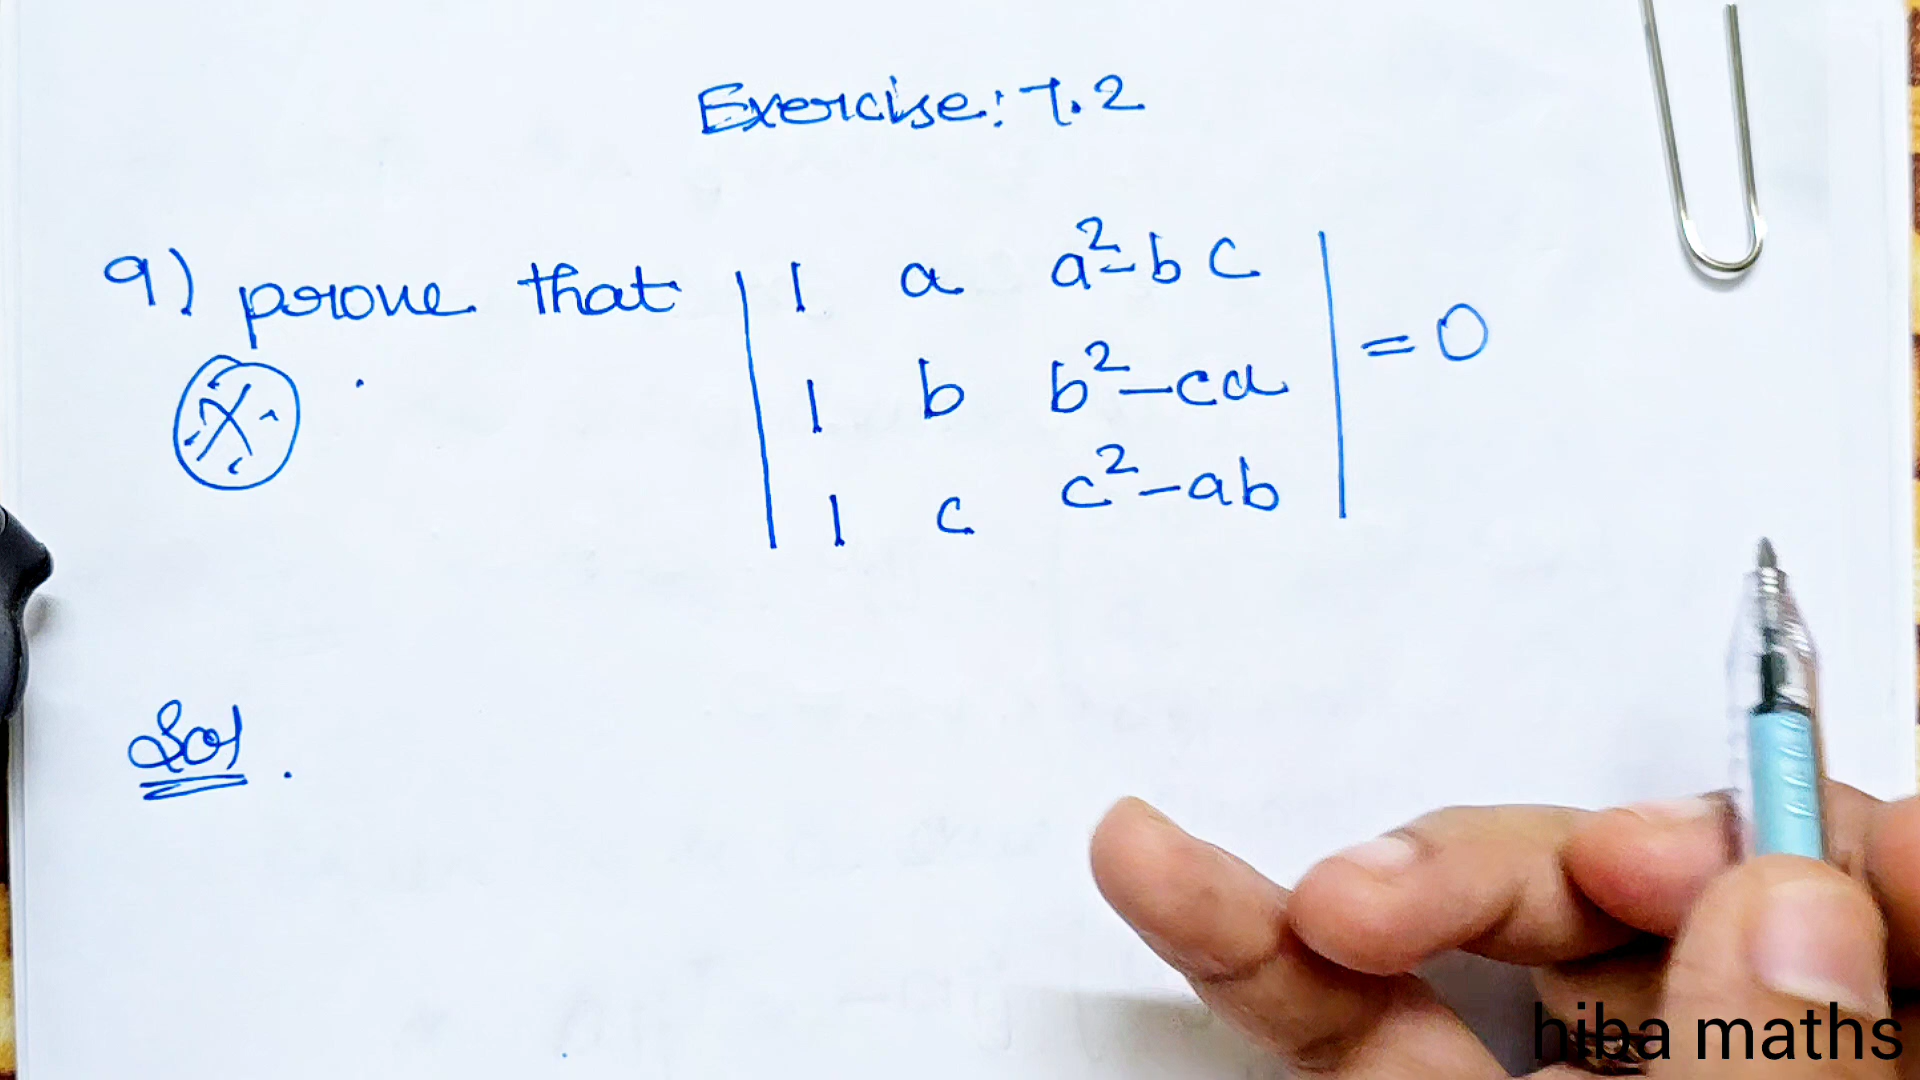 Exercise: 7.2
9) prove that | 1 a a²-bc | = 0
| 1 b b²-ca |
| 1 c c²-ab |
Sol.
hiba maths